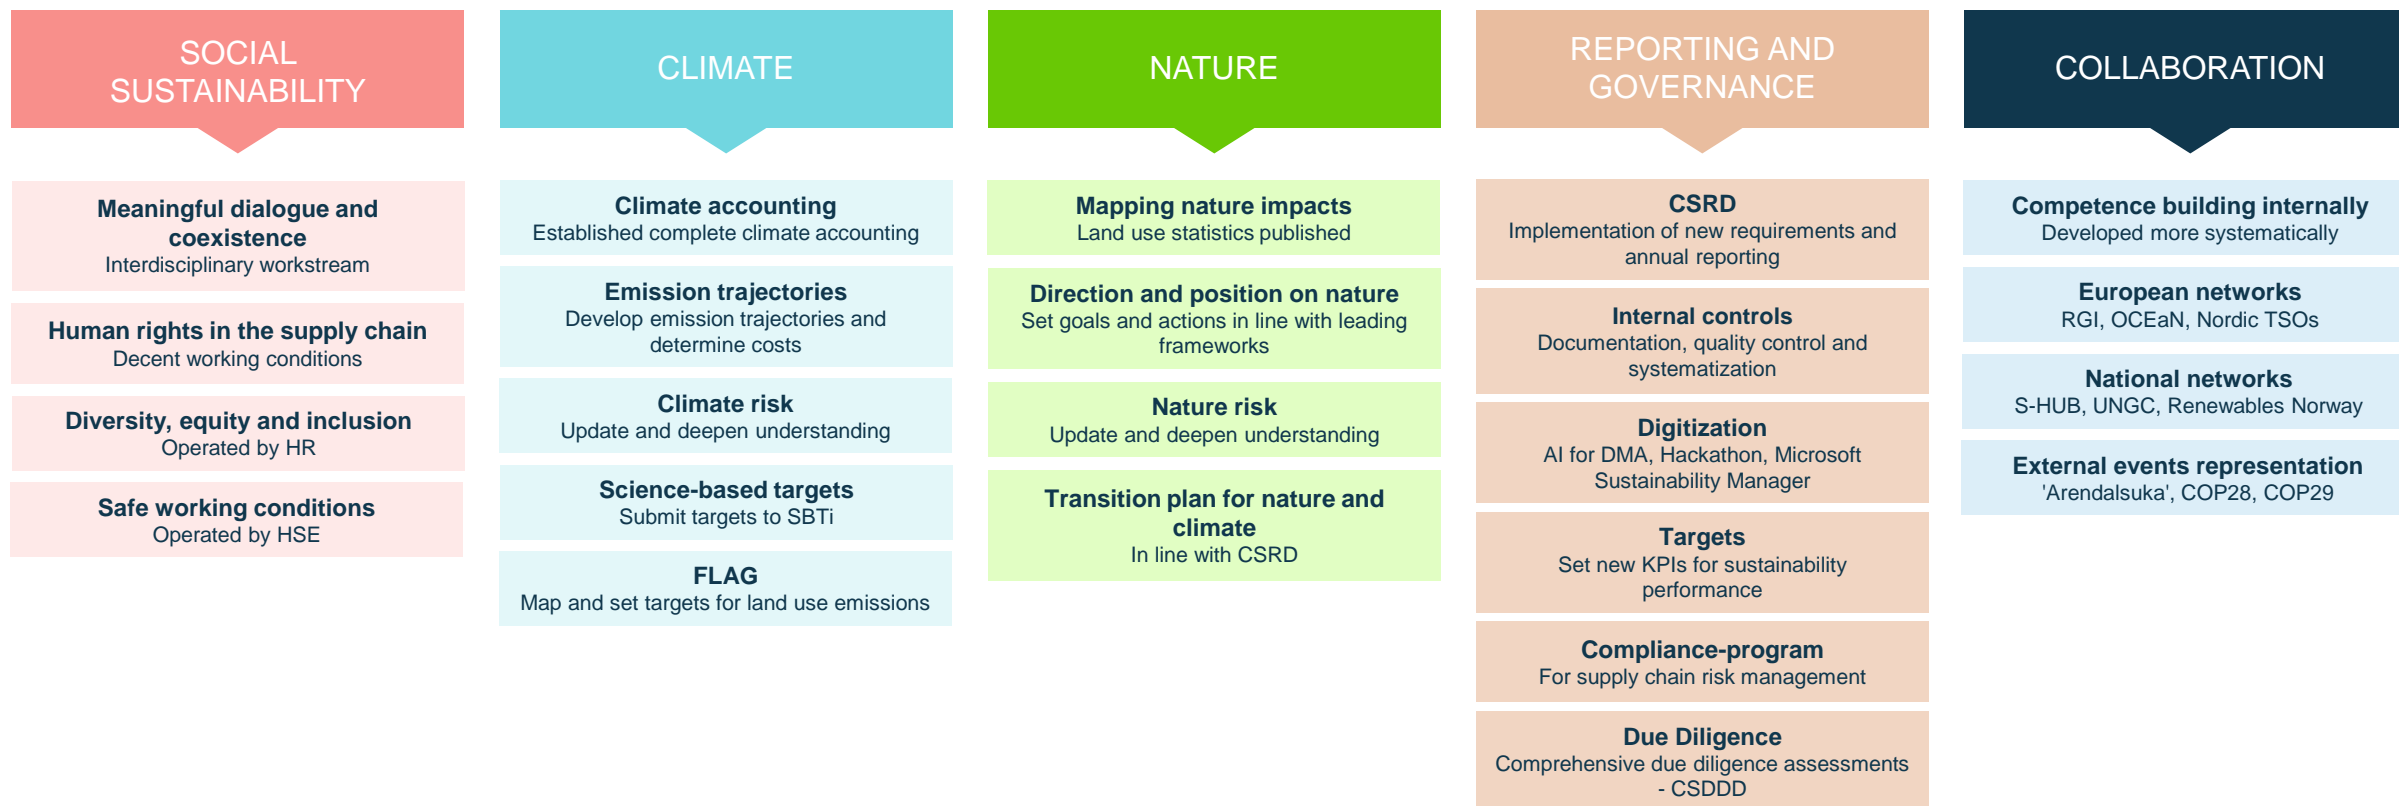 SOCIAL
SUSTAINABILITY
Meaningful dialogue and
coexistence
Interdisciplinary workstream
Human rights in the supply chain
Decent working conditions
Diversity, equity and inclusion
Operated by HR
Safe working conditions
Operated by HSE
CLIMATE
Climate accounting
Established complete climate accounting
Emission trajectories
Develop emission trajectories and
determine costs
Climate risk
Update and deepen understanding
Science-based targets
Submit targets to SBTi
FLAG
Map and set targets for land use emissions
NATURE
Mapping nature impacts
Land use statistics published
Direction and position on nature
Set goals and actions in line with leading
frameworks
Nature risk
Update and deepen understanding
Transition plan for nature and
climate
In line with CSRD
REPORTING AND
GOVERNANCE
CSRD
Implementation of new requirements and
annual reporting
Internal controls
Documentation, quality control and
systematization
Digitization
AI for DMA, Hackathon, Microsoft
Sustainability Manager
Targets
Set new KPIs for sustainability
performance
Compliance-program
For supply chain risk management
Due Diligence
Comprehensive due diligence assessments
- CSDDD
COLLABORATION
Competence building internally
Developed more systematically
European networks
RGI, OCEaN, Nordic TSOs
National networks
S-HUB, UNGC, Renewables Norway
External events representation
'Arendalsuka', COP28, COP29